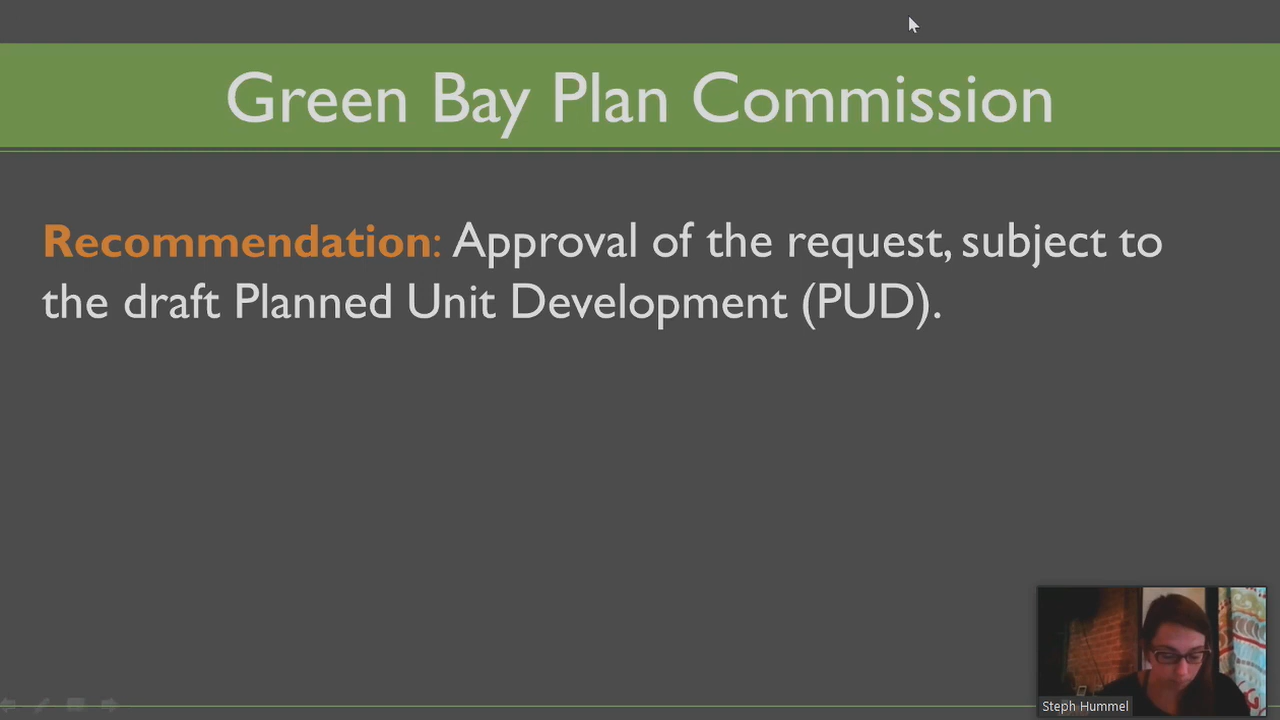 Green Bay Plan Commission
Recommendation: Approval of the request, subject to
the draft Planned Unit Development (PUD).
Steph Hummel